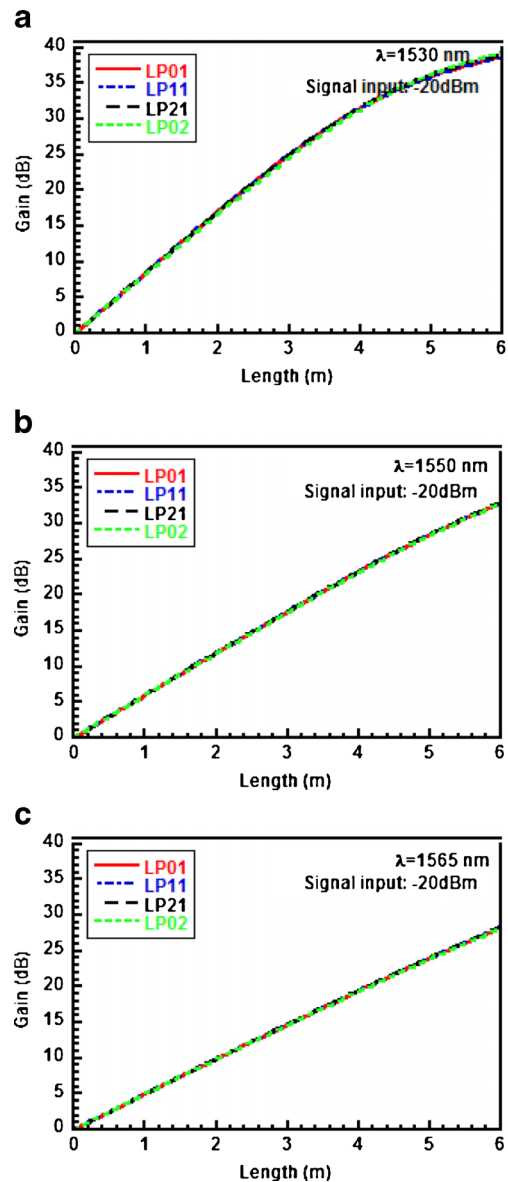 a
40
35
30
25
20
15
10
5
0
Gain (dB)
LP01
LP11
LP21
LP02
λ=1530 nm
Signal input: -20dBm
0 1 2 3 4 5 6
Length (m)
b
40
35
30
25
20
15
10
5
0
Gain (dB)
LP01
LP11
LP21
LP02
λ=1550 nm
Signal input: -20dBm
0 1 2 3 4 5 6
Length (m)
c
40
35
30
25
20
15
10
5
0
Gain (dB)
LP01
LP11
LP21
LP02
λ=1565 nm
Signal input: -20dBm
0 1 2 3 4 5 6
Length (m)